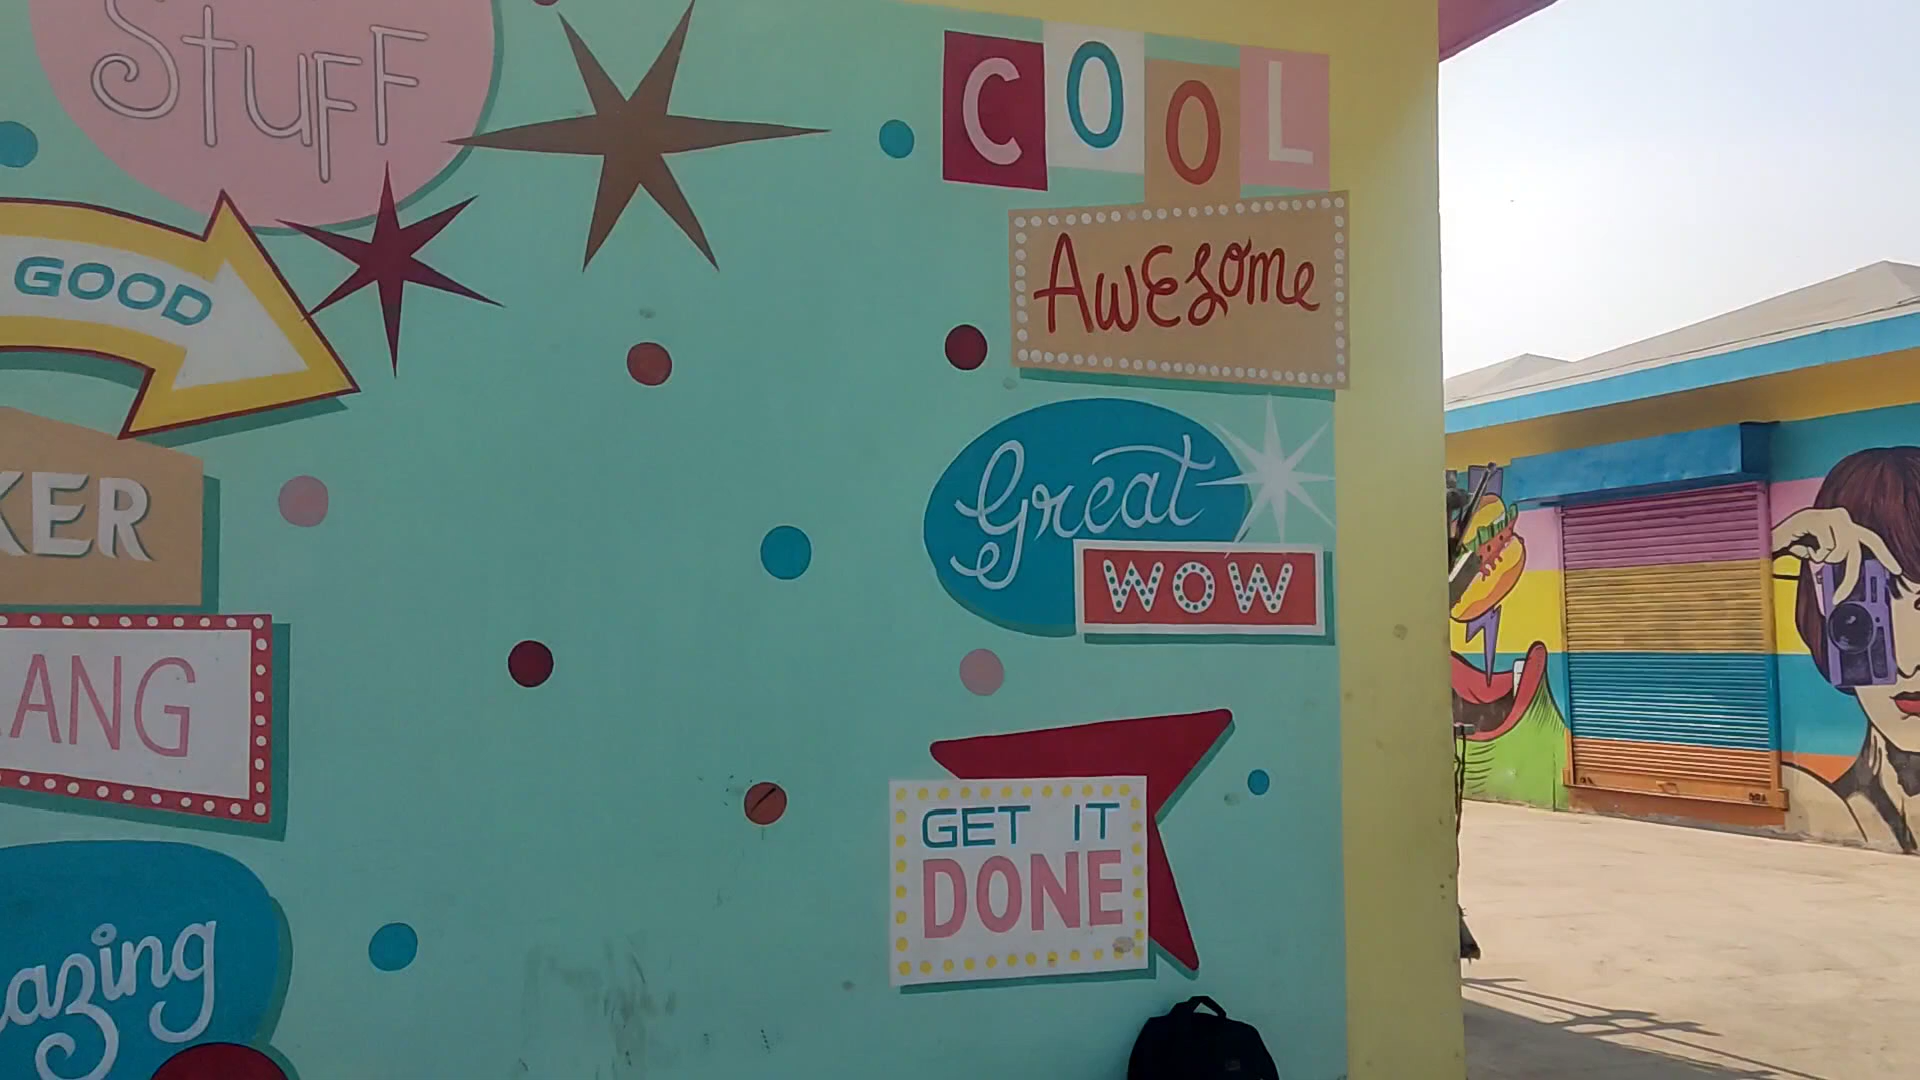 Stuff
GOOD
KER
ANG
azing
COOL
Awesome
Great
WOW
GET IT
DONE